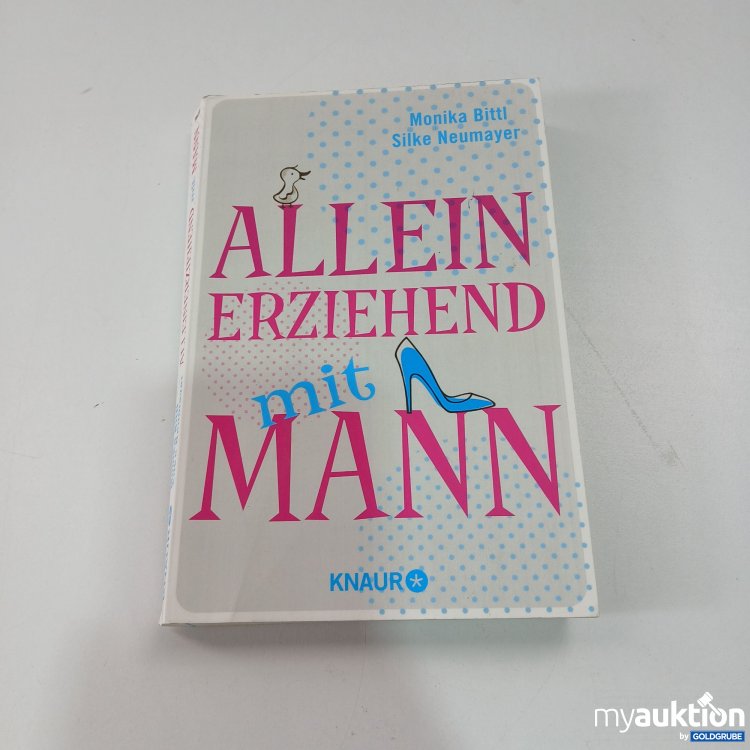 Monika Bittl
Silke Neumayer
ALLEIN
ERZIEHEND
mit
MANN
KNAUR
myauktion
by GOLDGRUBE